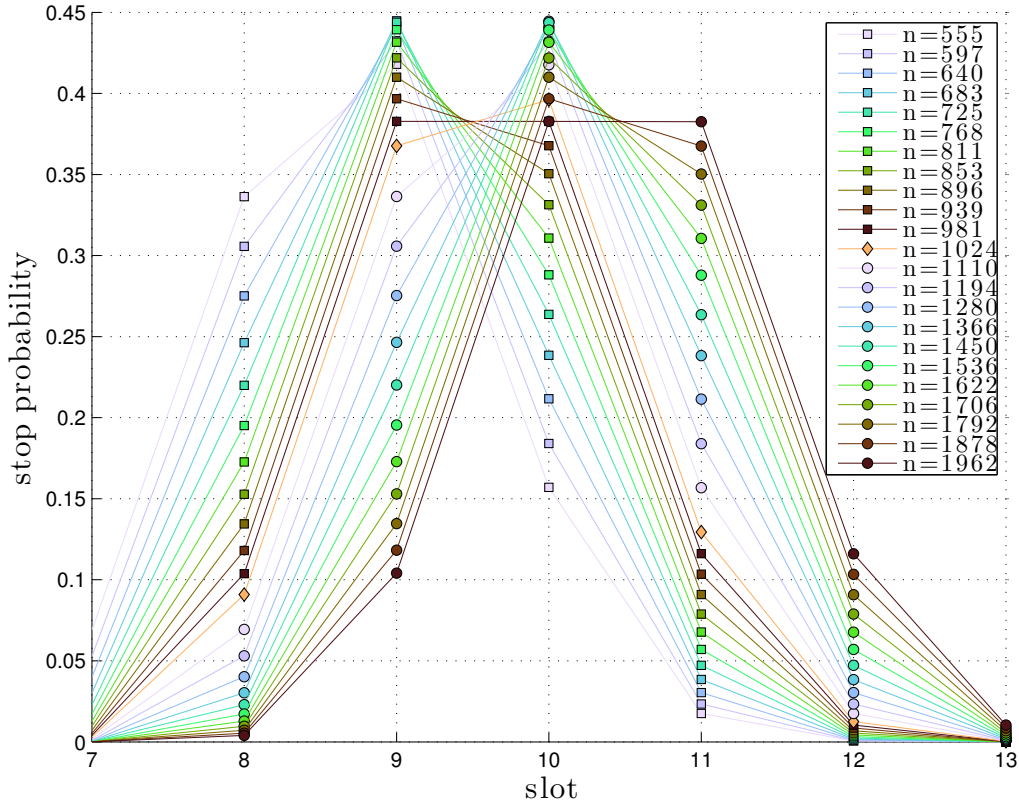 0.45
0.4
0.35
0.3
0.25
0.2
0.15
0.1
0.05
0
stop probability
7 8 9 10 11 12 13
slot
n=555
n=597
n=640
n=683
n=725
n=768
n=811
n=853
n=896
n=939
n=981
n=1024
n=1110
n=1194
n=1280
n=1366
n=1450
n=1536
n=1622
n=1706
n=1792
n=1878
n=1962